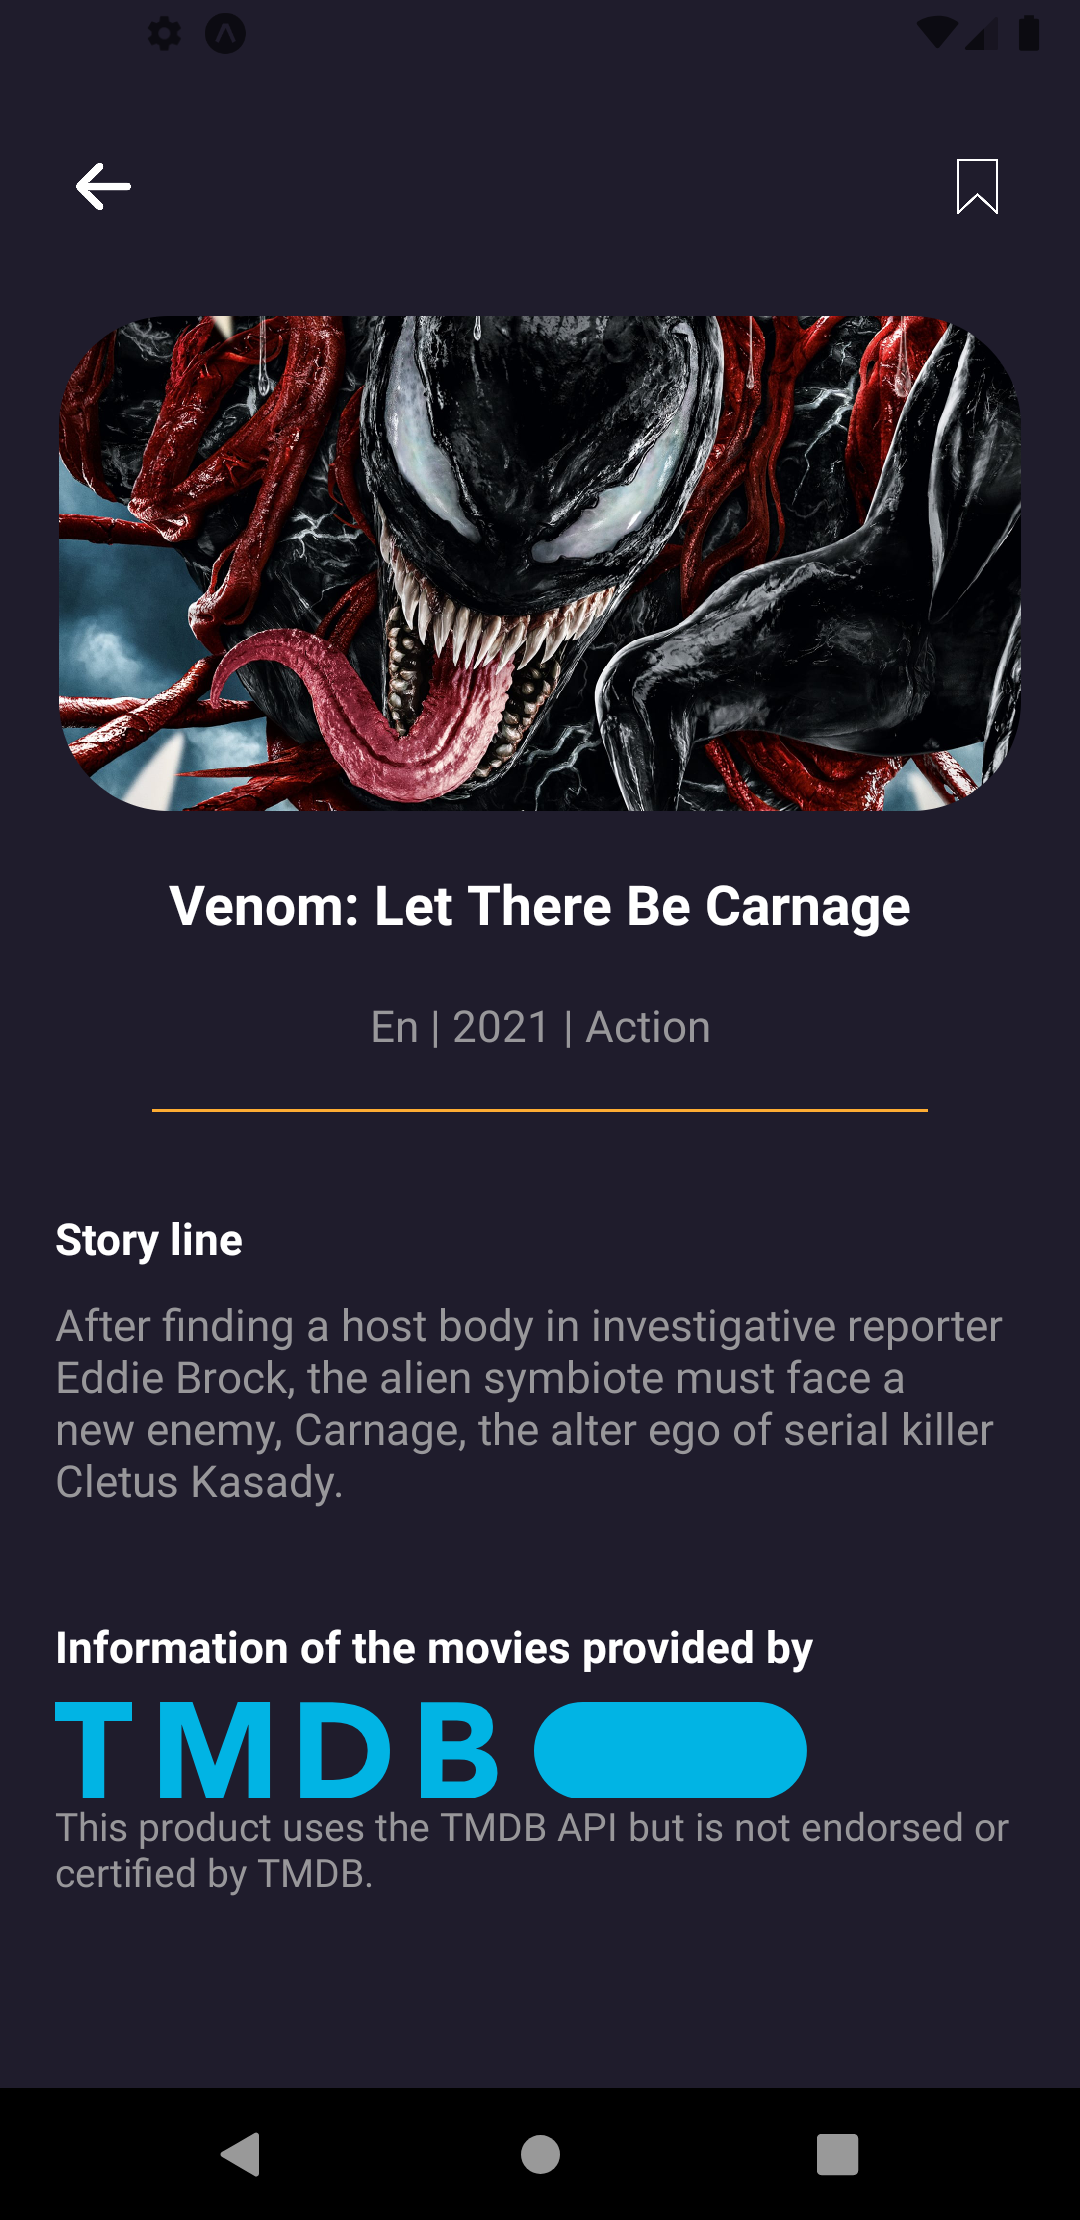 Venom: Let There Be Carnage
En | 2021 | Action
Story line
After finding a host body in investigative reporter
Eddie Brock, the alien symbiote must face a
new enemy, Carnage, the alter ego of serial killer
Cletus Kasady.
Information of the movies provided by
TMDB
This product uses the TMDB API but is not endorsed or
certified by TMDB.